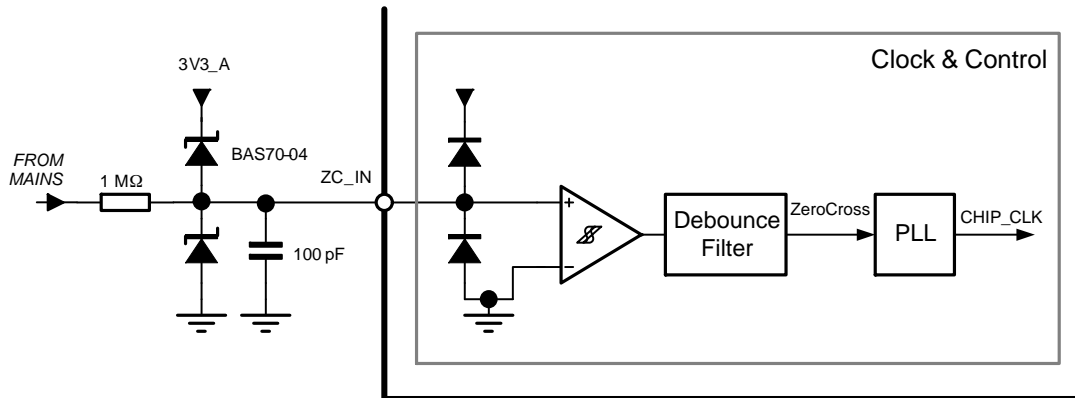 Clock & Control
3V3_A
BAS70-04
FROM
MAINS
1 MΩ
ZC_IN
100 pF
+
−
Debounce
Filter
ZeroCross
PLL
CHIP_CLK